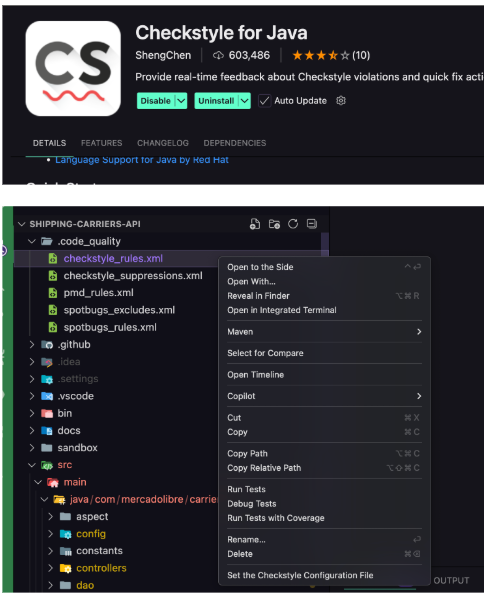 CS
Checkstyle for Java
ShengChen 603,486 (10)
Provide real-time feedback about Checkstyle violations and quick fix acti
Disable Uninstall Auto Update
DETAILS FEATURES CHANGELOG DEPENDENCIES
• Language Support for Java by Red Hat
SHIPPING-CARRIERS-API
.code_quality
checkstyle_rules.xml
checkstyle_suppressions.xml
pmd_rules.xml
spotbugs_excludes.xml
spotbugs_rules.xml
.github
.idea
.settings
.vscode
bin
docs
sandbox
src
main
java/com/mercadolibre/carrie
aspect
config
constants
controllers
dao
Open to the Side ^⏎
Open With...
Reveal in Finder ⌥⌘R
Open in Integrated Terminal
Maven
Select for Compare
Open Timeline
Copilot
Cut ⌘X
Copy ⌘C
Copy Path ⌥⌘C
Copy Relative Path ⌥⇧⌘C
Run Tests
Debug Tests
Run Tests with Coverage
Rename... ⏎
Delete ⌘⌫
Set the Checkstyle Configuration File
OUTPUT